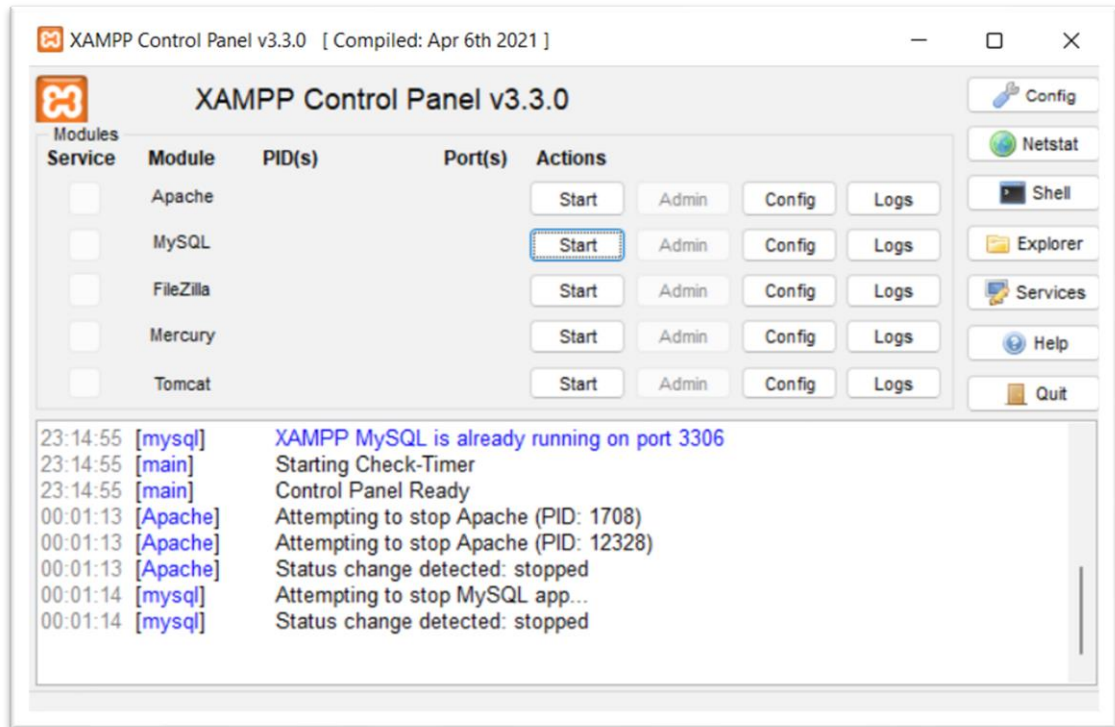 XAMPP Control Panel v3.3.0 [ Compiled: Apr 6th 2021 ]
XAMPP Control Panel v3.3.0
Config
Modules
Service Module PID(s) Port(s) Actions
Netstat
Apache Start Admin Config Logs
Shell
MySQL Start Admin Config Logs
Explorer
FileZilla Start Admin Config Logs
Services
Mercury Start Admin Config Logs
Help
Tomcat Start Admin Config Logs
Quit
23:14:55 [mysql] XAMPP MySQL is already running on port 3306
23:14:55 [main] Starting Check-Timer
23:14:55 [main] Control Panel Ready
00:01:13 [Apache] Attempting to stop Apache (PID: 1708)
00:01:13 [Apache] Attempting to stop Apache (PID: 12328)
00:01:13 [Apache] Status change detected: stopped
00:01:14 [mysql] Attempting to stop MySQL app...
00:01:14 [mysql] Status change detected: stopped